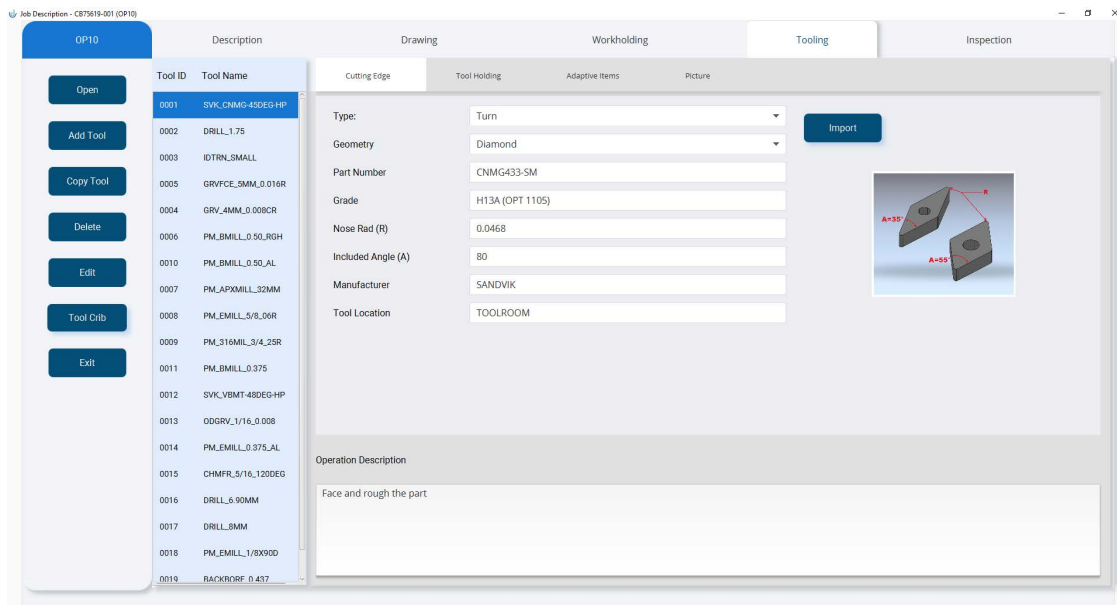 Job Description - CB75619-001 (OP10)
OP10 Description Drawing Workholding Tooling Inspection
Open
Add Tool
Copy Tool
Delete
Edit
Tool Crib
Exit
Tool ID Tool Name
0001 SVK_CNMG-45DEG-HP
0002 DRILL_1.75
0003 IDTRN_SMALL
0005 GRVFCE_5MM_0.016R
0004 GRV_4MM_0.008CR
0006 PM_BMILL_0.50_RGH
0010 PM_BMILL_0.50_AL
0007 PM_APXMILL_32MM
0008 PM_EMILL_5/8_06R
0009 PM_316MIL_3/4_25R
0011 PM_BMILL_0.375
0012 SVK_VBMT-48DEG-HP
0013 ODGRV_1/16_0.008
0014 PM_EMILL_0.375_AL
0015 CHMFR_5/16_120DEG
0016 DRILL_6.90MM
0017 DRILL_8MM
0018 PM_EMILL_1/8X90D
0019 BACKBORE_0.437
Cutting Edge Tool Holding Adaptive Items Picture
Type: Turn
Geometry Diamond
Part Number CNMG433-SM
Grade H13A (OPT 1105)
Nose Rad (R) 0.0468
Included Angle (A) 80
Manufacturer SANDVIK
Tool Location TOOLROOM
Import
R
A=35°
A=55°
Operation Description
Face and rough the part